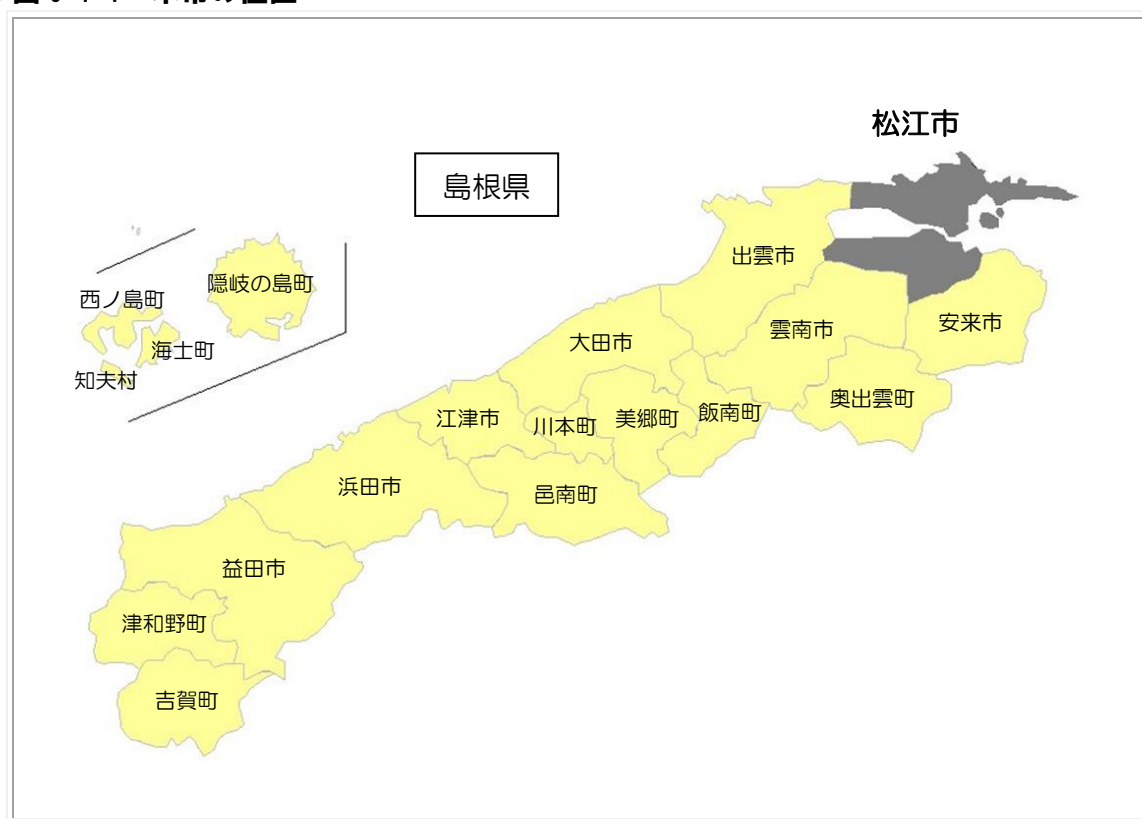 松江市
島根県
出雲市
隠岐の島町
西ノ島町
安来市
雲南市
大田市
海士町
知夫村
奥出雲町
飯南町
美郷町
江津市
川本町
浜田市
邑南町
益田市
津和野町
吉賀町